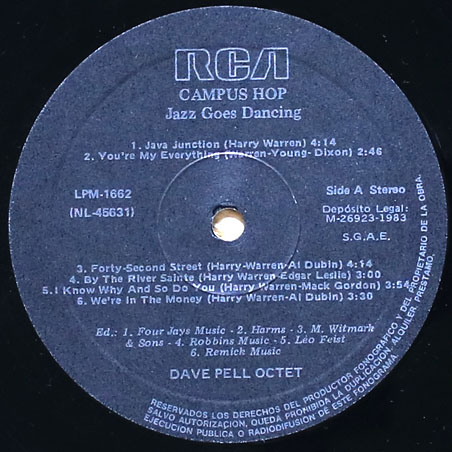 RCA
CAMPUS HOP
Jazz Goes Dancing
1. Java Junction (Harry Warren) 4:14
2. You're My Everything (Warren-Young-Dixon) 2:46
LPM-1662
(NL-45631)
Side A Stereo
Depósito Legal:
M-26923-1983
S.G.A.E.
3. Forty-Second Street (Harry-Warren-Al Dubin) 4:14
4. By The River Sainte (Harry Warren-Edgar Leslie) 3:00
5. I Know Why And So Do You (Harry Warren-Mack Gordon) 3:54
6. We're In The Money (Harry Warren-Al Dubin) 3:30
Ed.: 1. Four Jays Music - 2. Harms - 3. M. Witmark
& Sons - 4. Robbins Music - 5. Leo Feist
6. Remick Music
DAVE PELL OCTET
RESERVADOS LOS DERECHOS DEL PRODUCTOR FONOGRAFICO Y DEL PROPIETARIO DE LA OBRA.
SALVO AUTORIZACION, QUEDA PROHIBIDA LA DUPLICACION, ALQUILER, PRESTAMO,
EJECUCION PUBLICA O RADIODIFUSION DE ESTE FONOGRAMA.